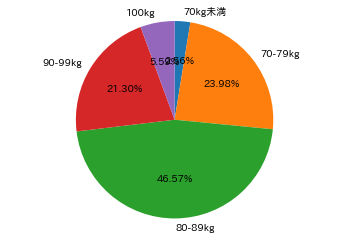 100kg
70kg未満
70-79kg
90-99kg
5.59%
2.56%
23.98%
21.30%
46.57%
80-89kg